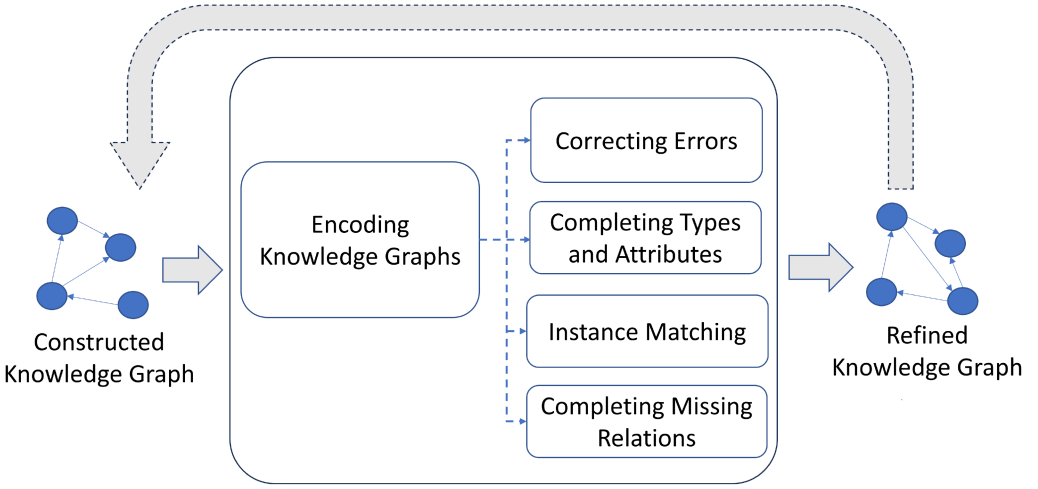 Correcting Errors
Encoding
Knowledge Graphs
Completing Types
and Attributes
Instance Matching
Completing Missing
Relations
Constructed
Knowledge Graph
Refined
Knowledge Graph